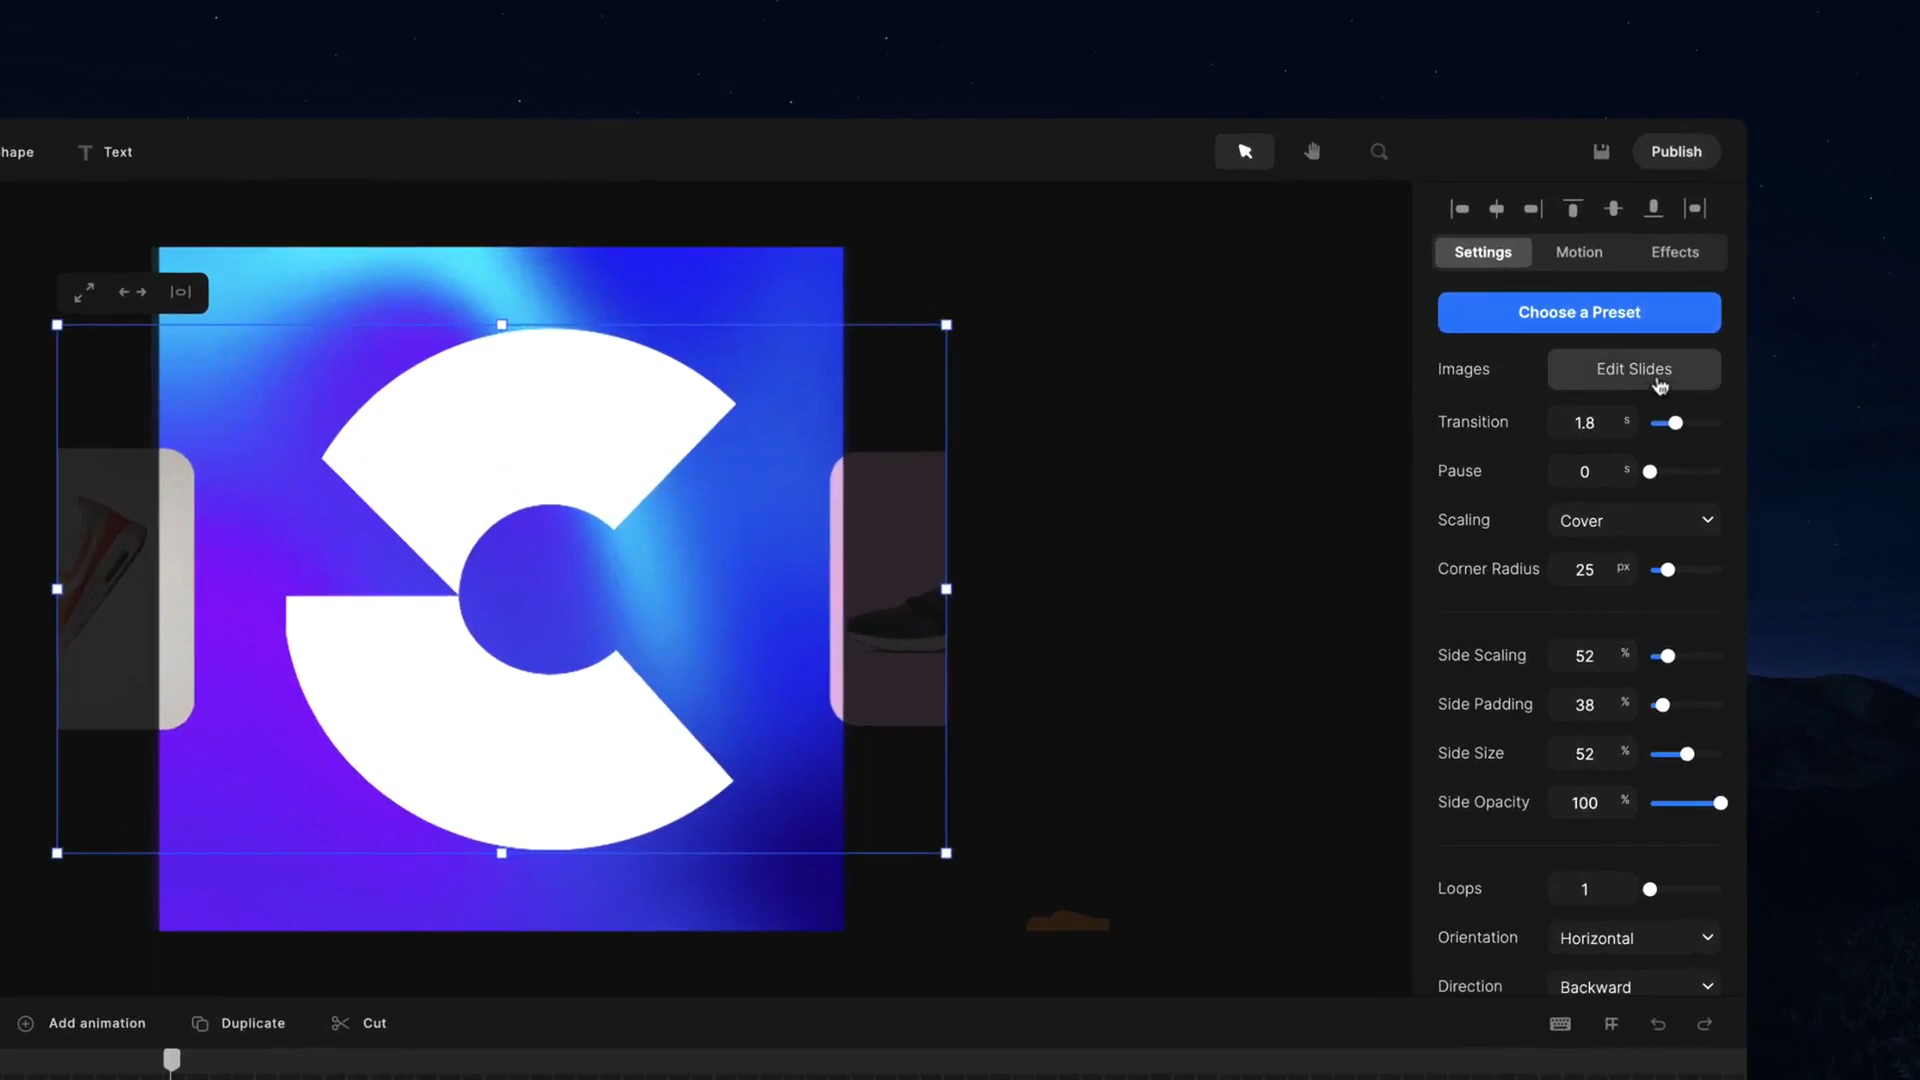 hape
Text
Publish
Settings
Motion
Effects
Choose a Preset
Images
Edit Slides
Transition
1.8 s
Pause
0 s
Scaling
Cover
Corner Radius
25 px
Side Scaling
52 %
Side Padding
38 %
Side Size
52 %
Side Opacity
100 %
Loops
1
Orientation
Horizontal
Direction
Backward
Add animation
Duplicate
Cut